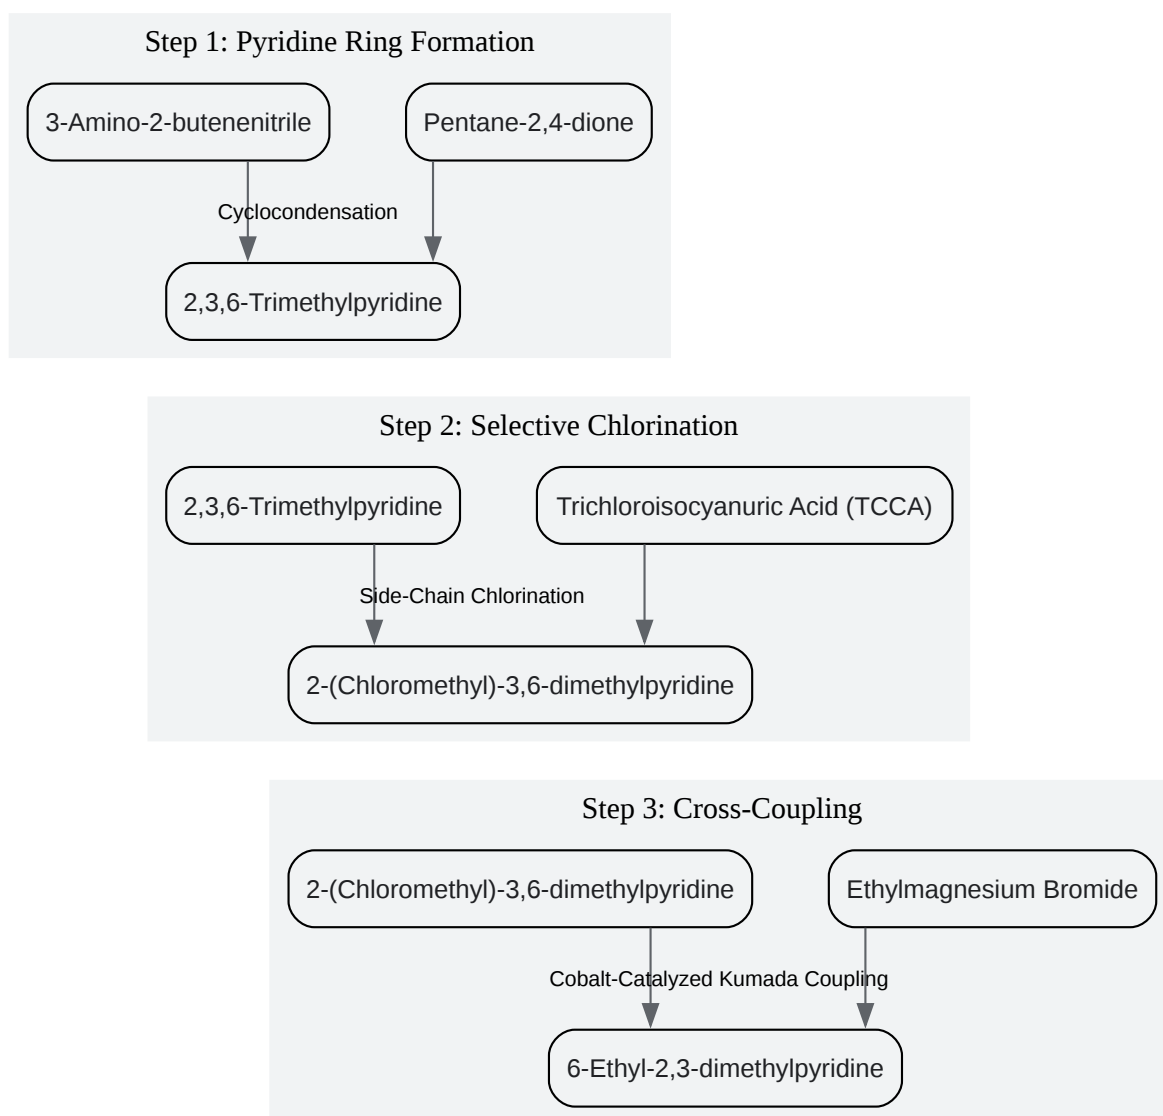 Step 1: Pyridine Ring Formation
3-Amino-2-butenenitrile
Pentane-2,4-dione
Cyclocondensation
2,3,6-Trimethylpyridine
Step 2: Selective Chlorination
2,3,6-Trimethylpyridine
Trichloroisocyanuric Acid (TCCA)
Side-Chain Chlorination
2-(Chloromethyl)-3,6-dimethylpyridine
Step 3: Cross-Coupling
2-(Chloromethyl)-3,6-dimethylpyridine
Ethylmagnesium Bromide
Cobalt-Catalyzed Kumada Coupling
6-Ethyl-2,3-dimethylpyridine